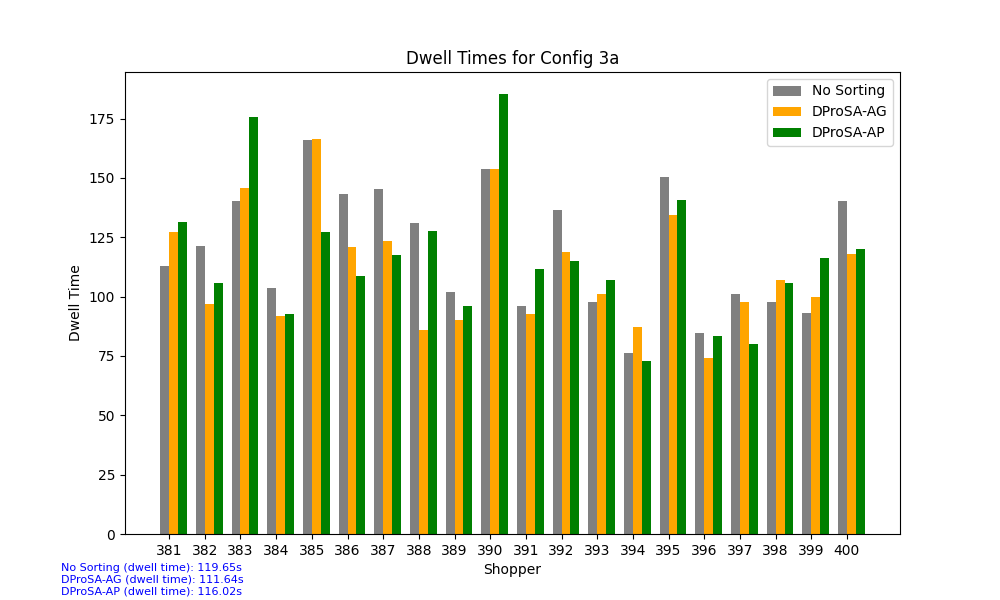 Dwell Times for Config 3a
No Sorting
DProSA-AG
DProSA-AP
Dwell Time
175
150
125
100
75
50
25
0
381 382 383 384 385 386 387 388 389 390 391 392 393 394 395 396 397 398 399 400
Shopper
No Sorting (dwell time): 119.65s
DProSA-AG (dwell time): 111.64s
DProSA-AP (dwell time): 116.02s